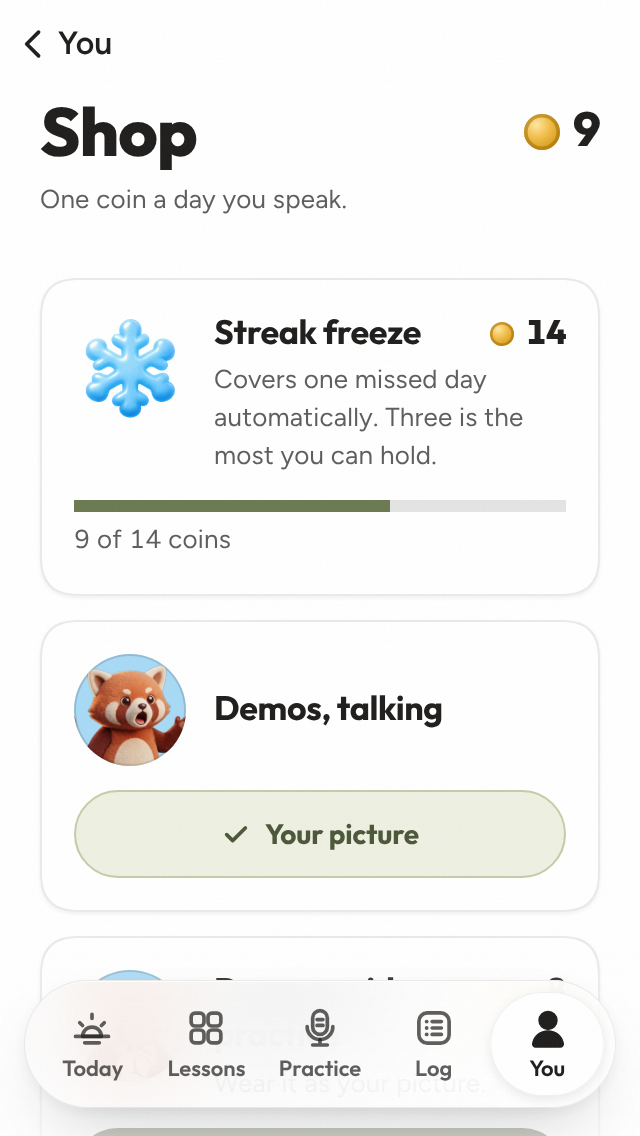 You
Shop
9
One coin a day you speak.
Streak freeze
14
Covers one missed day
automatically. Three is the
most you can hold.
9 of 14 coins
Demos, talking
Your picture
Wear it as your picture.
Today
Lessons
Practice
Log
You